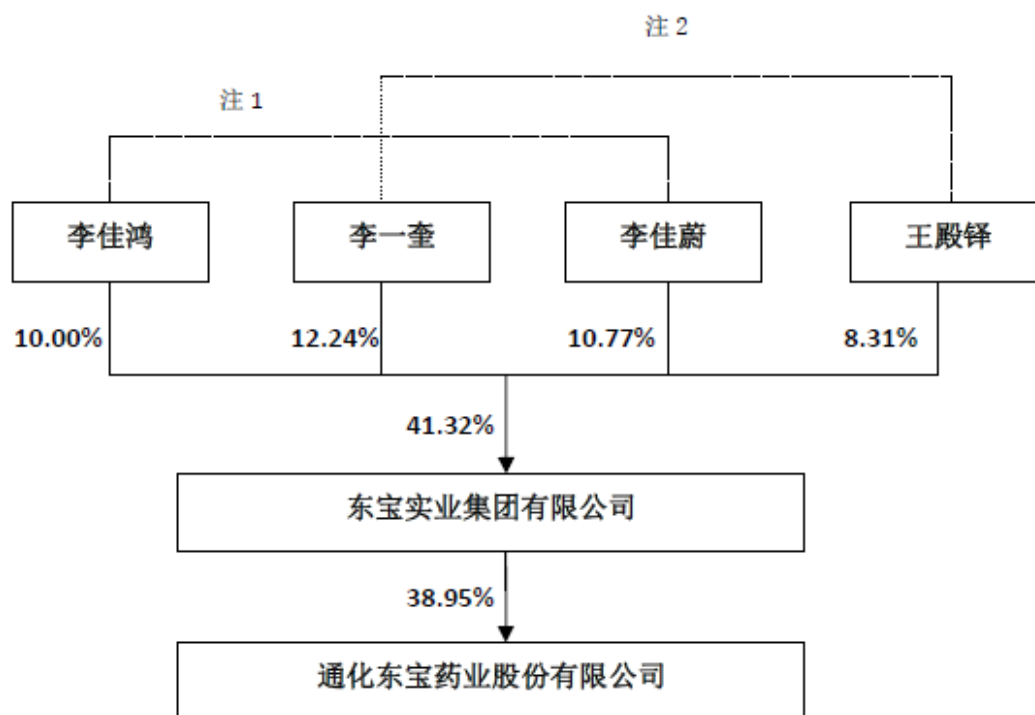 注 2
注 1
李佳鸿
李一奎
李佳蔚
王殿铎
10.00%
12.24%
10.77%
8.31%
41.32%
东宝实业集团有限公司
38.95%
通化东宝药业股份有限公司